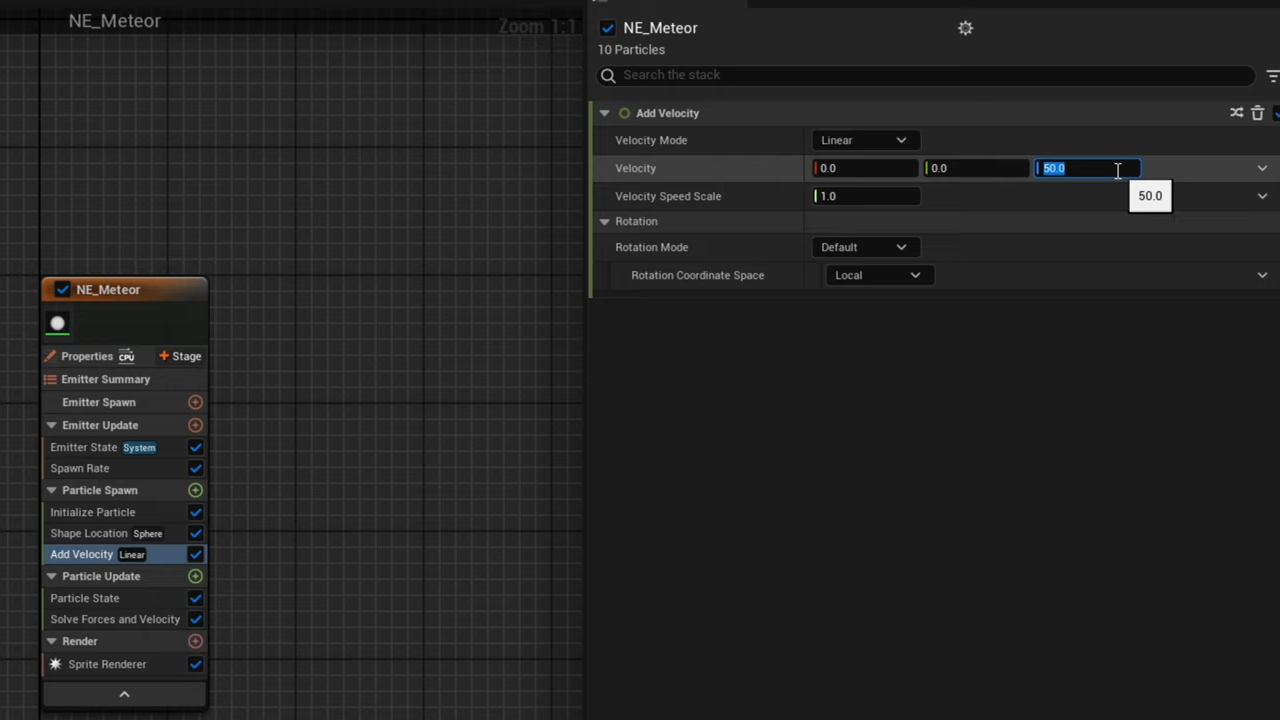 NE_Meteor
Zoom 1:1
NE_Meteor
CPU
Properties
+ Stage
Emitter Summary
Emitter Spawn
Emitter Update
Emitter State System
Spawn Rate
Particle Spawn
Initialize Particle
Shape Location Sphere
Add Velocity Linear
Particle Update
Particle State
Solve Forces and Velocity
Render
Sprite Renderer
NE_Meteor
10 Particles
Search the stack
Add Velocity
Velocity Mode Linear
Velocity 0.0 0.0 50.0
50.0
Velocity Speed Scale 1.0
Rotation
Rotation Mode Default
Rotation Coordinate Space Local